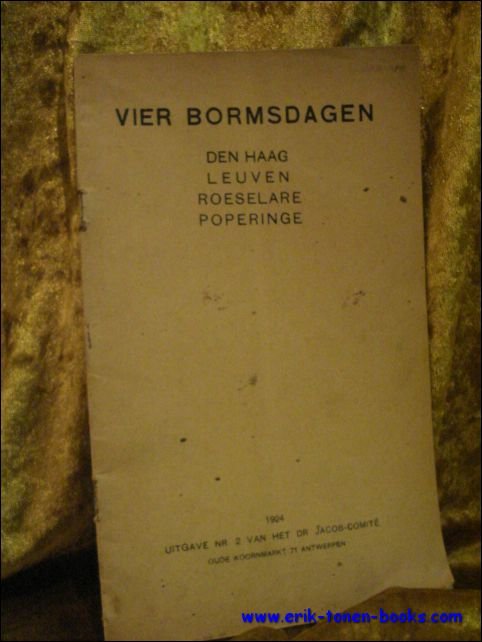 VIER BORMSDAGEN
DEN HAAG
LEUVEN
ROESELARE
POPERINGE
1924
UITGAVE NR. 2 VAN HET DR JACOB-COMITÉ
OUDE KOORNMARKT 71 ANTWERPEN
www.erik-tonen-books.com